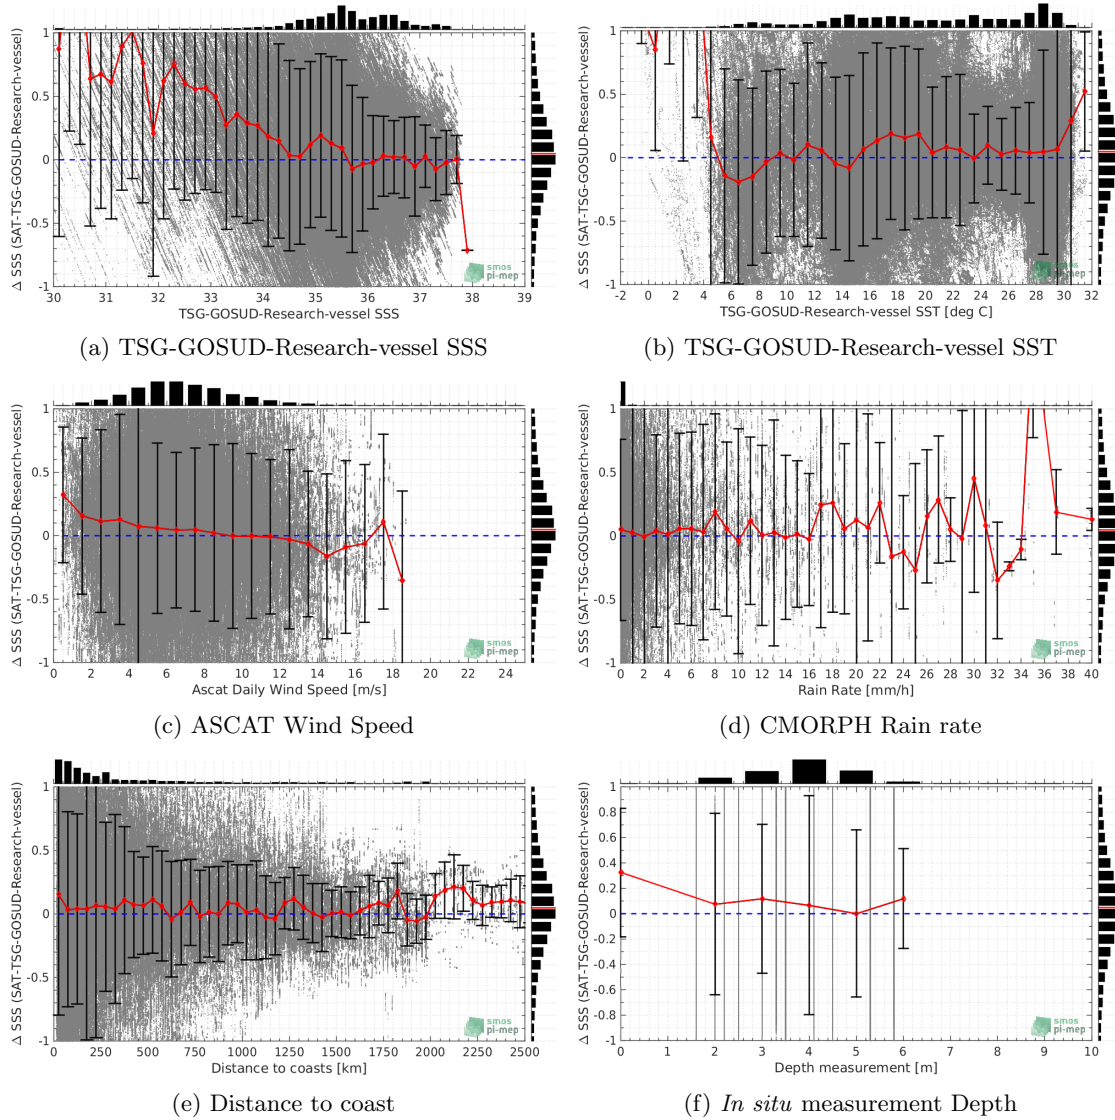 Δ SSS (SAT-TSG-GOSUD-Research-vessel)
1
0.5
0
-0.5
-1
30 31 32 33 34 35 36 37 38 39
TSG-GOSUD-Research-vessel SSS
smos
pi-mep
(a) TSG-GOSUD-Research-vessel SSS
Δ SSS (SAT-TSG-GOSUD-Research-vessel)
1
0.5
0
-0.5
-1
-2 0 2 4 6 8 10 12 14 16 18 20 22 24 26 28 30 32
TSG-GOSUD-Research-vessel SST [deg C]
smos
pi-mep
(b) TSG-GOSUD-Research-vessel SST
Δ SSS (SAT-TSG-GOSUD-Research-vessel)
1
0.5
0
-0.5
-1
0 2 4 6 8 10 12 14 16 18 20 22 24
Ascat Daily Wind Speed [m/s]
smos
pi-mep
(c) ASCAT Wind Speed
Δ SSS (SAT-TSG-GOSUD-Research-vessel)
1
0.5
0
-0.5
-1
0 2 4 6 8 10 12 14 16 18 20 22 24 26 28 30 32 34 36 38 40
Rain Rate [mm/h]
smos
pi-mep
(d) CMORPH Rain rate
Δ SSS (SAT-TSG-GOSUD-Research-vessel)
1
0.5
0
-0.5
-1
0 250 500 750 1000 1250 1500 1750 2000 2250 2500
Distance to coasts [km]
smos
pi-mep
(e) Distance to coast
Δ SSS (SAT-TSG-GOSUD-Research-vessel)
1
0.8
0.6
0.4
0.2
0
-0.2
-0.4
-0.6
-0.8
-1
0 1 2 3 4 5 6 7 8 9 10
Depth measurement [m]
smos
pi-mep
(f) In situ measurement Depth